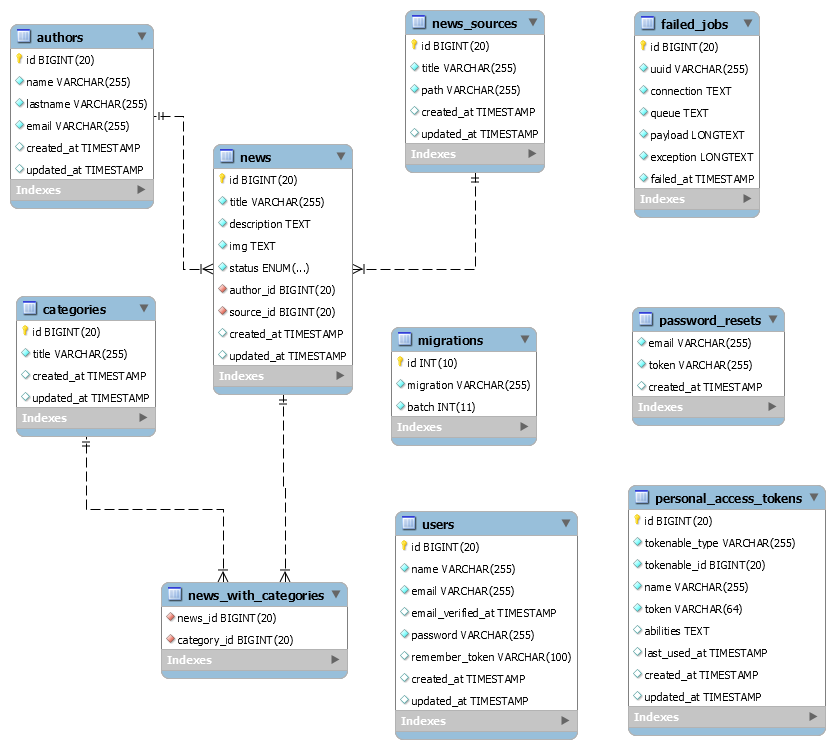 authors
id BIGINT(20)
name VARCHAR(255)
lastname VARCHAR(255)
email VARCHAR(255)
created_at TIMESTAMP
updated_at TIMESTAMP
Indexes
news
id BIGINT(20)
title VARCHAR(255)
description TEXT
img TEXT
status ENUM(...)
author_id BIGINT(20)
source_id BIGINT(20)
created_at TIMESTAMP
updated_at TIMESTAMP
Indexes
news_sources
id BIGINT(20)
title VARCHAR(255)
path VARCHAR(255)
created_at TIMESTAMP
updated_at TIMESTAMP
Indexes
failed_jobs
id BIGINT(20)
uuid VARCHAR(255)
connection TEXT
queue TEXT
payload LONGTEXT
exception LONGTEXT
failed_at TIMESTAMP
Indexes
categories
id BIGINT(20)
title VARCHAR(255)
created_at TIMESTAMP
updated_at TIMESTAMP
Indexes
migrations
id INT(10)
migration VARCHAR(255)
batch INT(11)
Indexes
password_resets
email VARCHAR(255)
token VARCHAR(255)
created_at TIMESTAMP
Indexes
news_with_categories
news_id BIGINT(20)
category_id BIGINT(20)
Indexes
users
id BIGINT(20)
name VARCHAR(255)
email VARCHAR(255)
email_verified_at TIMESTAMP
password VARCHAR(255)
remember_token VARCHAR(100)
created_at TIMESTAMP
updated_at TIMESTAMP
Indexes
personal_access_tokens
id BIGINT(20)
tokenable_type VARCHAR(255)
tokenable_id BIGINT(20)
name VARCHAR(255)
token VARCHAR(64)
abilities TEXT
last_used_at TIMESTAMP
created_at TIMESTAMP
updated_at TIMESTAMP
Indexes